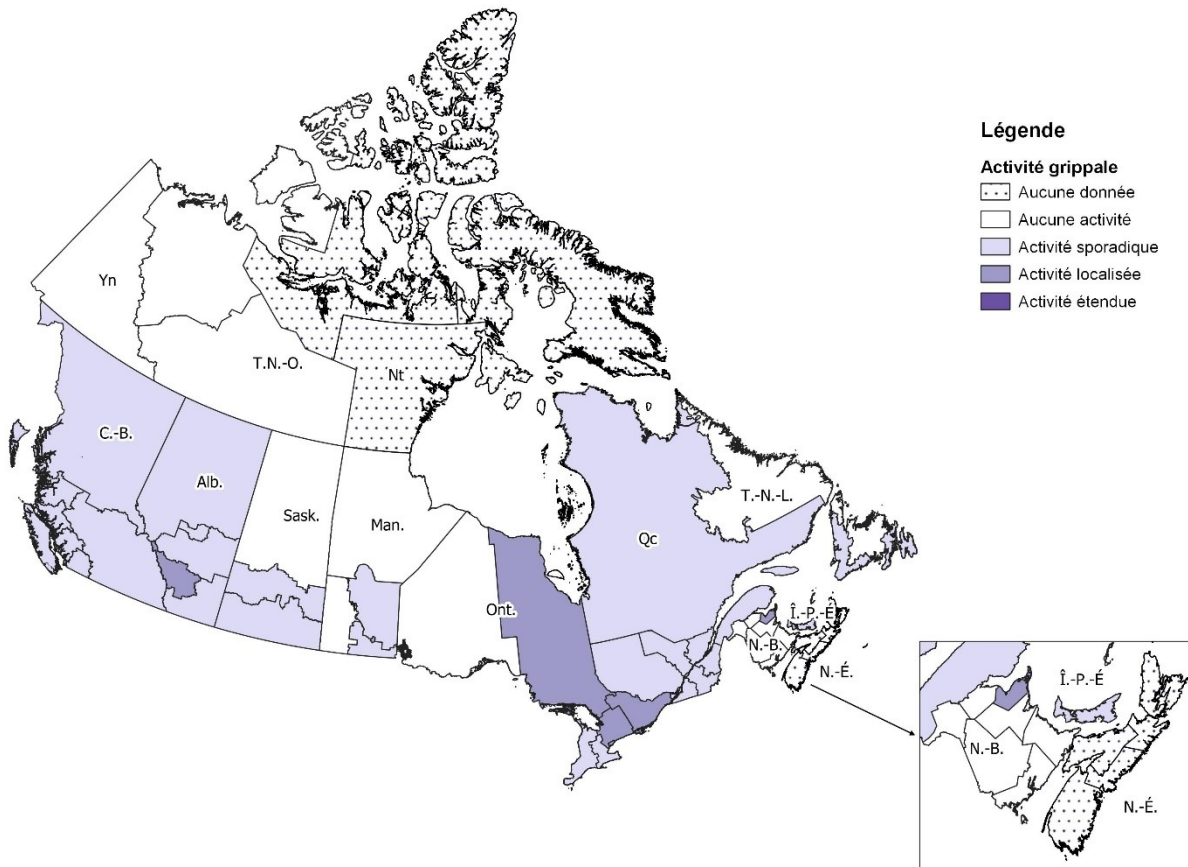 Légende
Activité grippale
Aucune donnée
Aucune activité
Activité sporadique
Activité localisée
Activité étendue
Yn
T.N.-O.
Nt
C.-B.
Alb.
Sask.
Man.
Ont.
Qc
T.-N.-L.
Î.-P.-É
N.-B.
N.-É.
Î.-P.-É
N.-B.
N.-É.